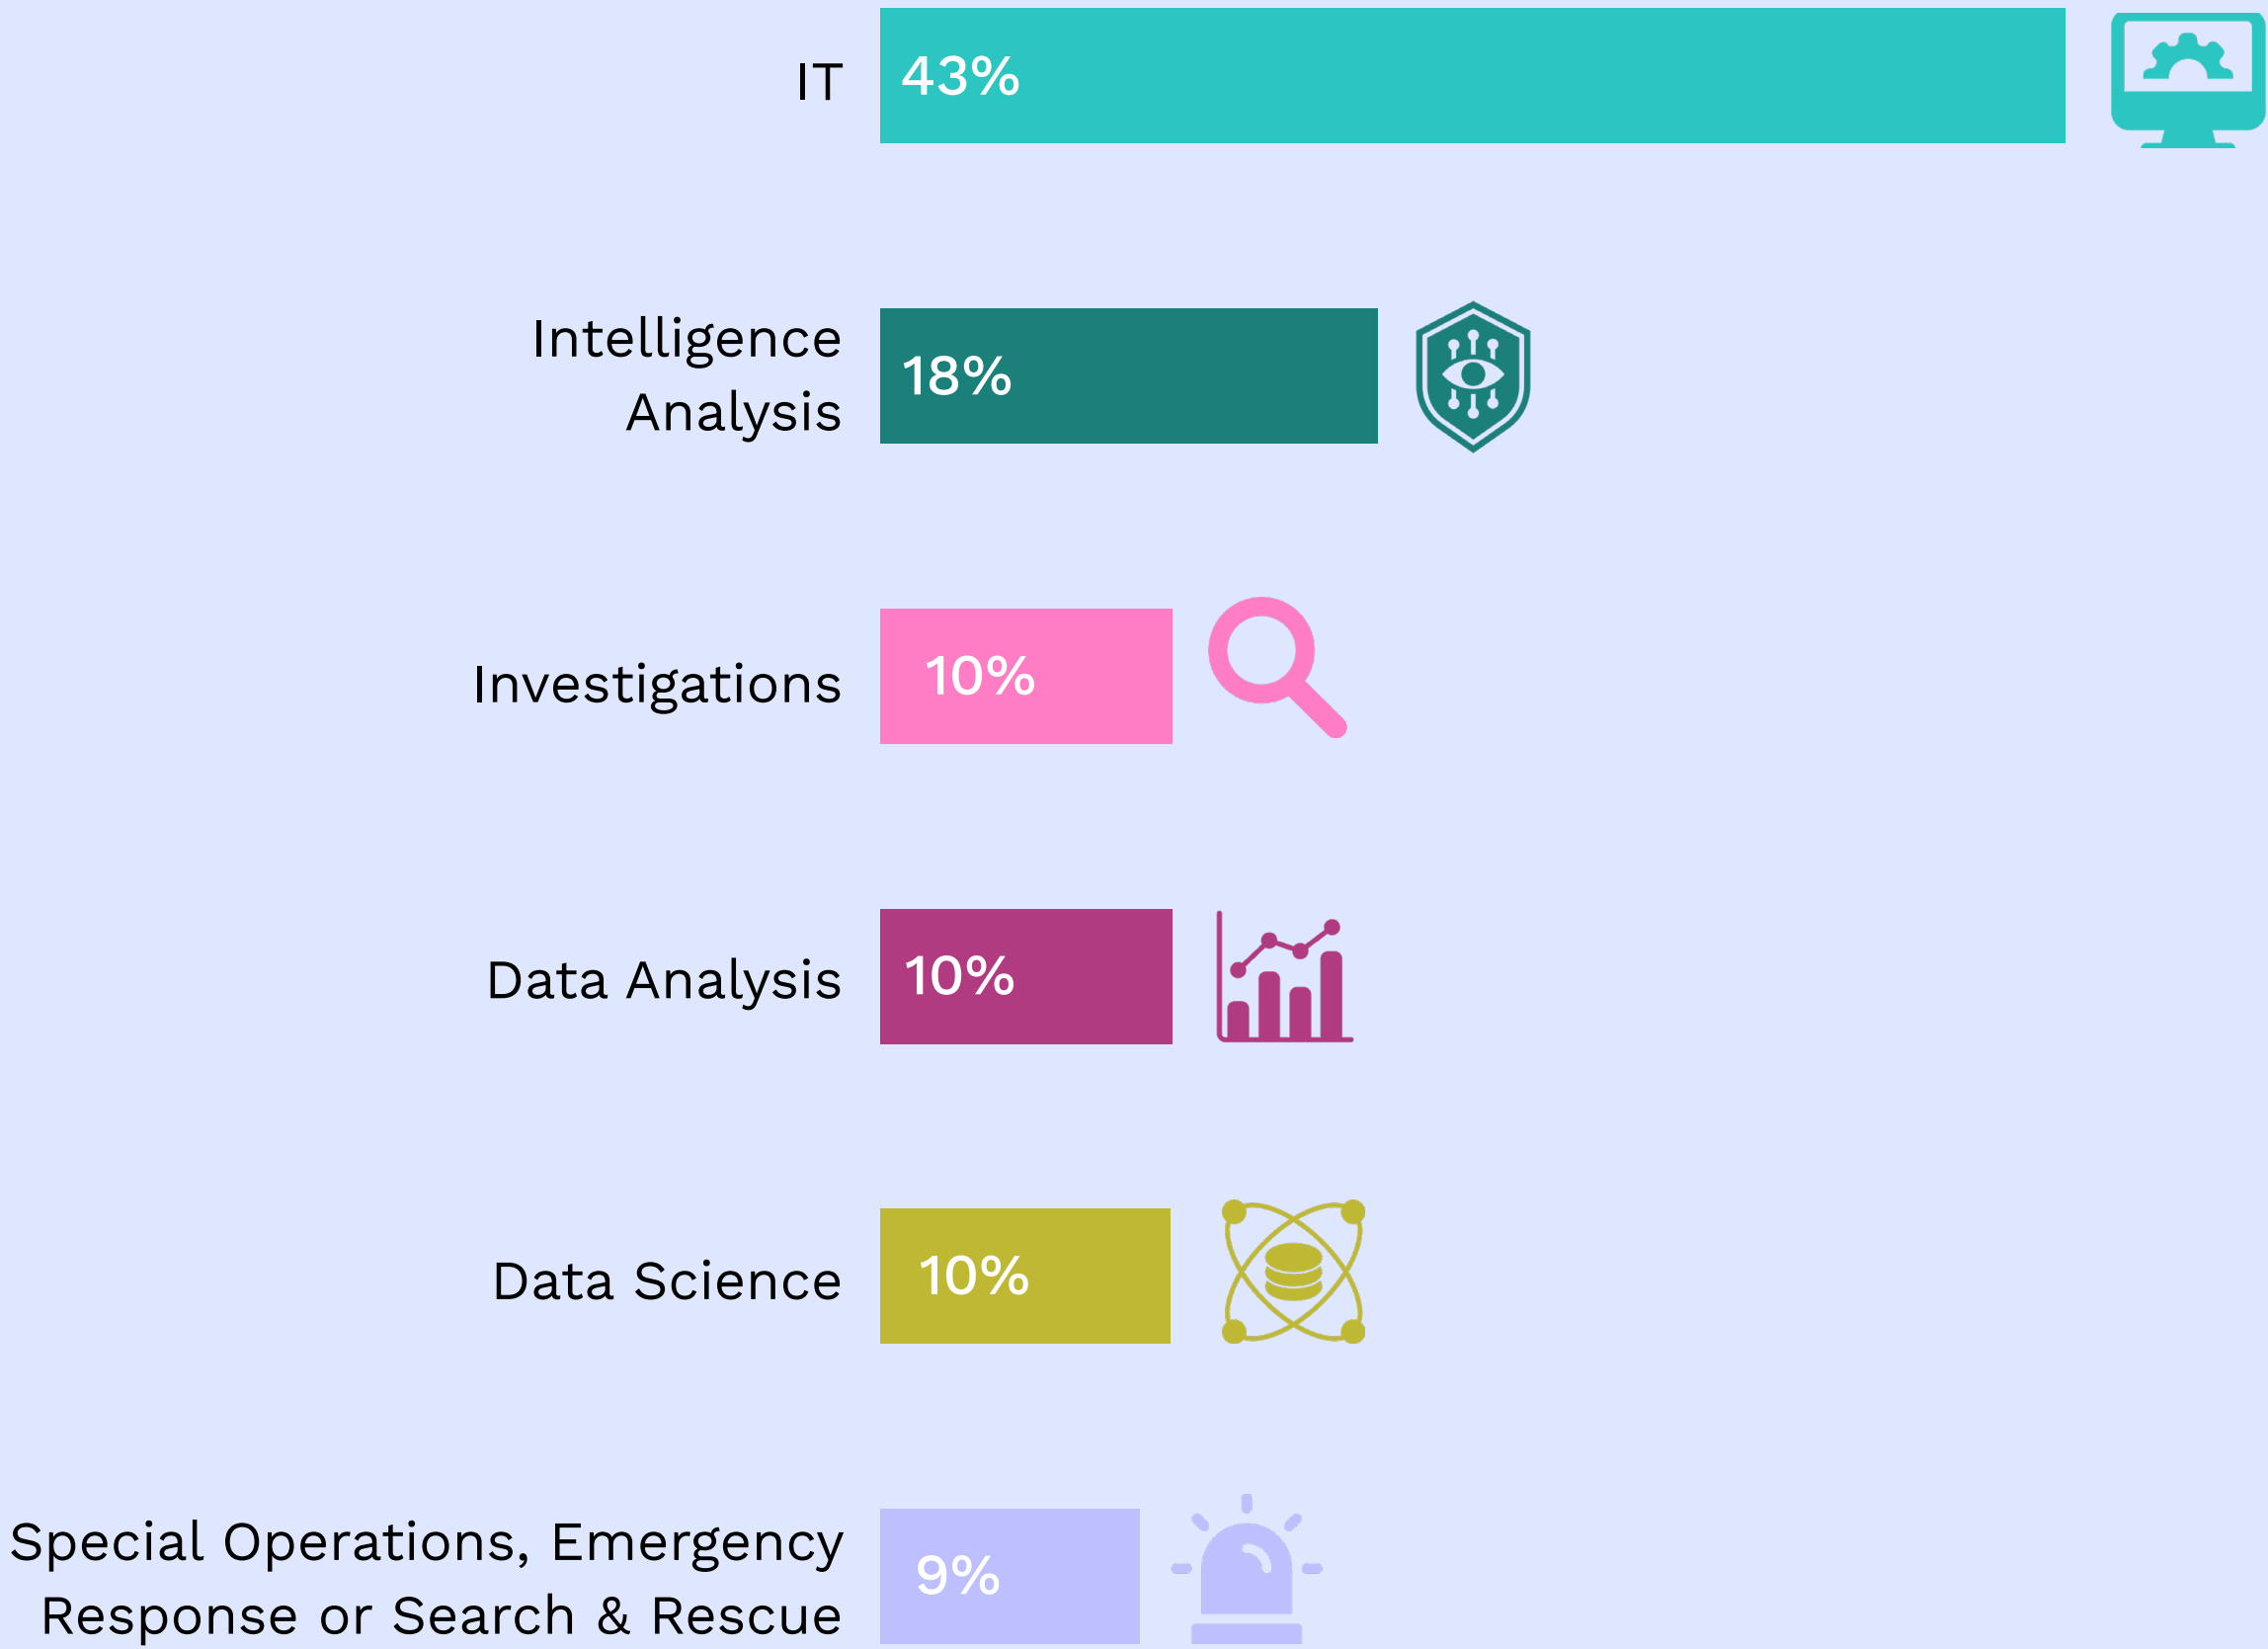 IT
43%
Intelligence
Analysis
18%
Investigations
10%
Data Analysis
10%
Data Science
10%
Special Operations, Emergency
Response or Search & Rescue
9%